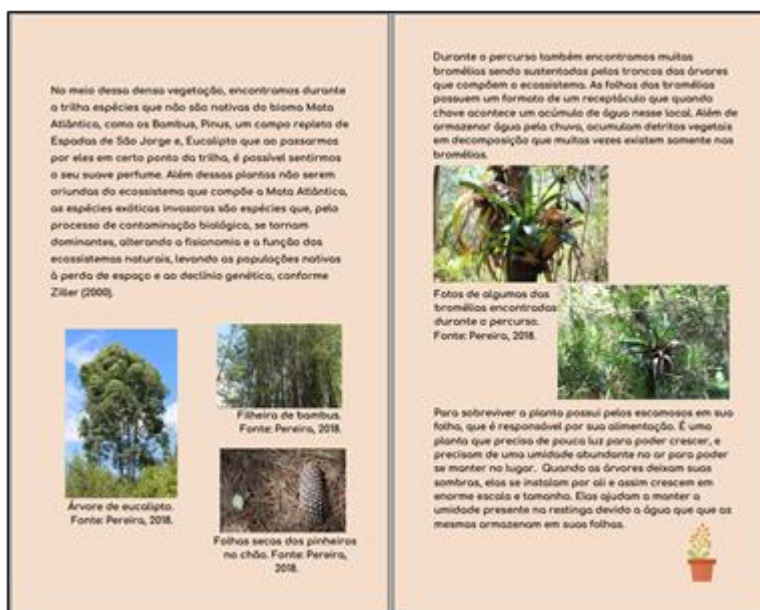 No meio dessa densa vegetação, encontramos durante
a trilha espécies que não são nativas do bioma Mata
Atlântica, como os Bambus, Pinus, um campo repleto de
Espadas de São Jorge e, Eucalipto que ao passarmos
por eles em certo ponto da trilha, é possível sentirmos
o seu suave perfume. Além dessas plantas não serem
oriundas do ecossistema que compõe a Mata Atlântica,
as espécies exóticas invasoras são espécies que, pelo
processo de contaminação biológica, se tornam
dominantes, alterando a fisionomia e a função dos
ecossistemas naturais, levando as populações nativas
à perda de espaço e ao declínio genético, conforme
Ziller (2000).
Árvore de eucalipto.
Fonte: Pereira, 2018.
Fileira de bambus.
Fonte: Pereira, 2018.
Folhas secas dos pinheiros
no chão. Fonte: Pereira,
2018.
Durante o percurso também encontramos muitas
bromélias sendo sustentadas pelos troncos das árvores
que compõem o ecossistema. As folhas das bromélias
possuem um formato de um receptáculo que quando
chove acontece um acúmulo de água nesse local. Além de
armazenar água pela chuva, acumulam detritos vegetais
em decomposição que muitas vezes existem somente nas
bromélias.
Fotos de algumas das
bromélias encontradas
durante o percurso.
Fonte: Pereira, 2018.
Para sobreviver a planta possui pelos escamosos em sua
folha, que é responsável por sua alimentação. É uma
planta que precisa de pouca luz para poder crescer, e
precisam de uma umidade abundante no ar para poder
se manter no lugar. Quando as árvores deixam suas
sombras, elas se instalam por ali e assim crescem em
enorme escala e tamanho. Elas ajudam a manter a
umidade presente na restinga devido a água que que as
mesmas armazenam em suas folhas.